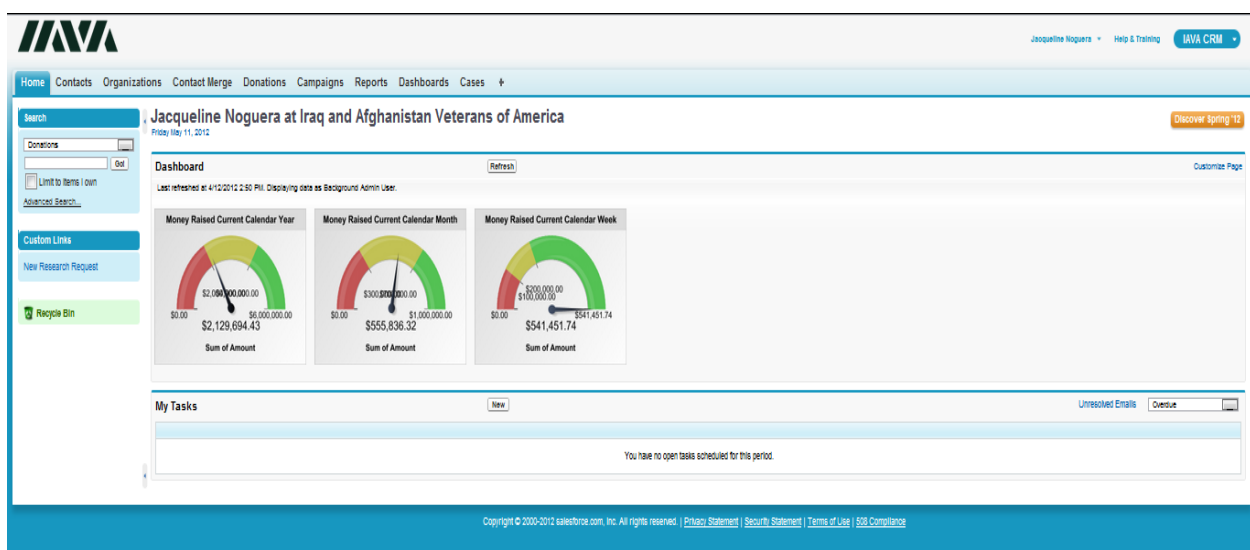 IAVA
Jacqueline Noguera
Help & Training
IAVA CRM
Home Contacts Organizations Contact Merge Donations Campaigns Reports Dashboards Cases +
Search
Donations
Go!
Limit to items I own
Advanced Search...
Custom Links
New Research Request
Recycle Bin
Jacqueline Noguera at Iraq and Afghanistan Veterans of America
Friday May 11, 2012
Discover Spring '12
Dashboard
Refresh
Customize Page
Last refreshed at 4/12/2012 2:50 PM. Displaying data as Background Admin User.
Money Raised Current Calendar Year
$0.00
$6,000,000.00
$2,129,694.43
Sum of Amount
Money Raised Current Calendar Month
$0.00
$1,000,000.00
$555,836.32
Sum of Amount
Money Raised Current Calendar Week
$200,000.00
$100,000.00
$0.00
$541,451.74
$541,451.74
Sum of Amount
My Tasks
New
Unresolved Emails
Overdue
You have no open tasks scheduled for this period.
Copyright © 2000-2012 salesforce.com, inc. All rights reserved. | Privacy Statement | Security Statement | Terms of Use | 508 Compliance